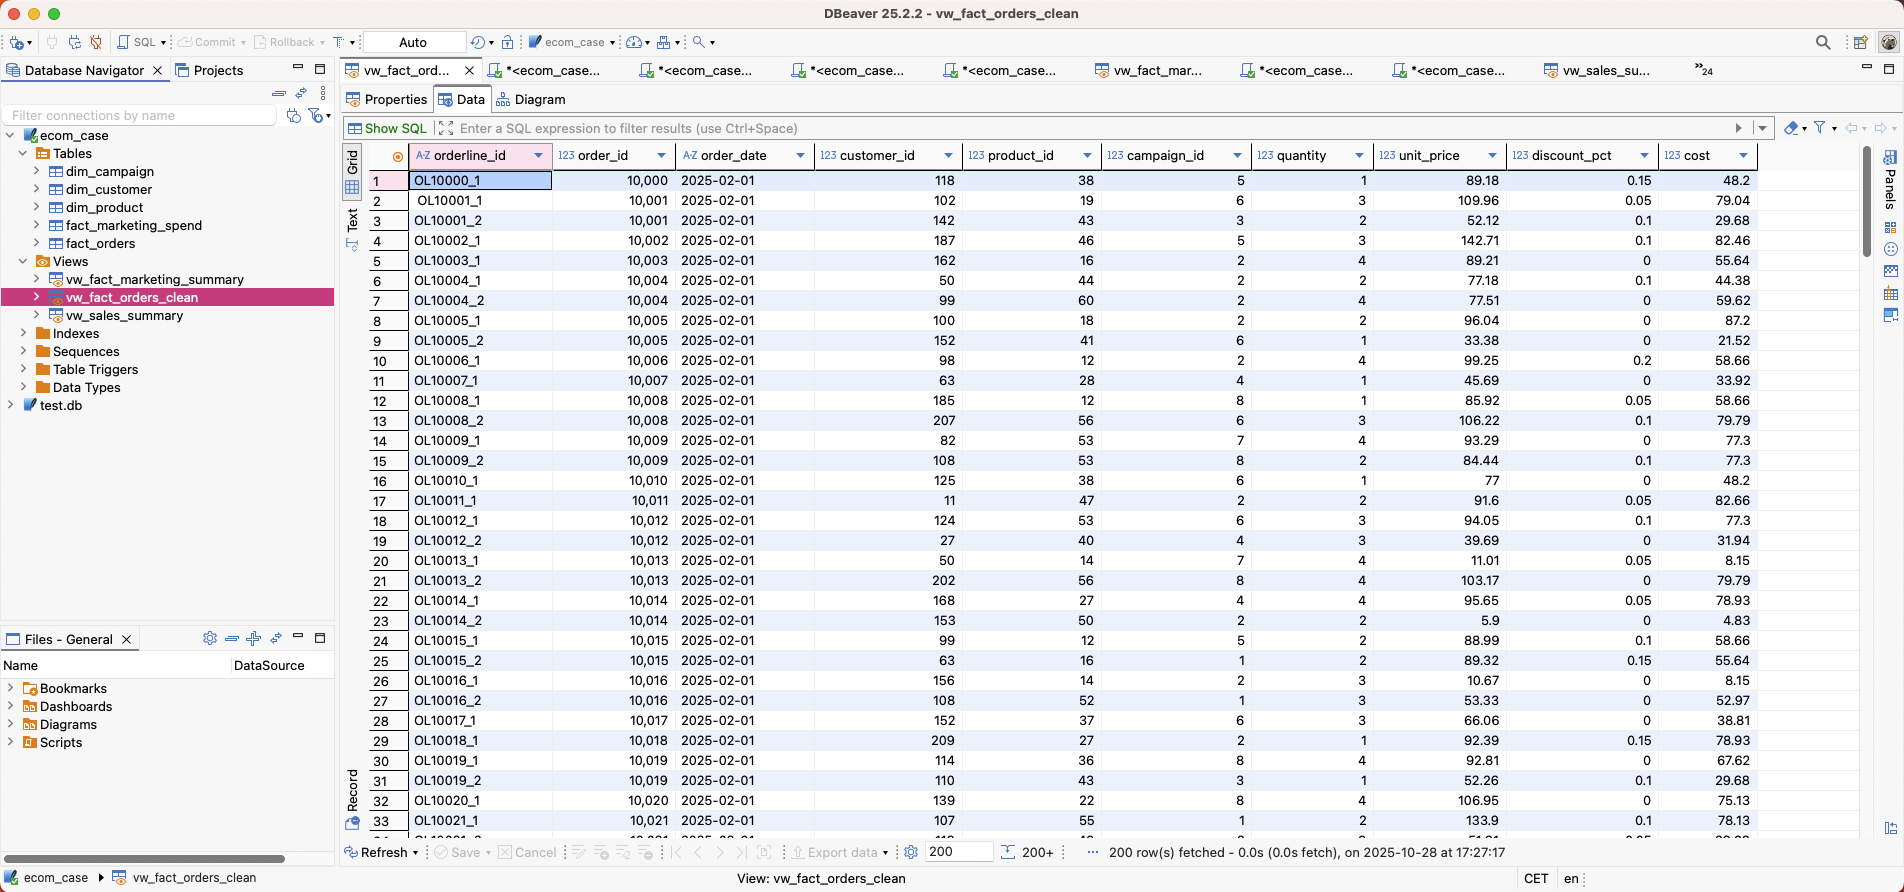 DBeaver 25.2.2 - vw_fact_orders_clean
SQL Commit Rollback T Auto ecom_case
Database Navigator Projects
vw_fact_ord... *<ecom_case... *<ecom_case... *<ecom_case... *<ecom_case... vw_fact_mar... *<ecom_case... *<ecom_case... vw_sales_su... »24
Filter connections by name
ecom_case
Tables
dim_campaign
dim_customer
dim_product
fact_marketing_spend
fact_orders
Views
vw_fact_marketing_summary
vw_fact_orders_clean
vw_sales_summary
Indexes
Sequences
Table Triggers
Data Types
test.db
Files - General
Name DataSource
Bookmarks
Dashboards
Diagrams
Scripts
Properties Data Diagram
Show SQL Enter a SQL expression to filter results (use Ctrl+Space)
Grid
Text
Record
Panels
A-Z orderline_id 123 order_id A-Z order_date 123 customer_id 123 product_id 123 campaign_id 123 quantity 123 unit_price 123 discount_pct 123 cost
1 OL10000_1 10,000 2025-02-01 118 38 5 1 89.18 0.15 48.2
2 OL10001_1 10,001 2025-02-01 102 19 6 3 109.96 0.05 79.04
3 OL10001_2 10,001 2025-02-01 142 43 3 2 52.12 0.1 29.68
4 OL10002_1 10,002 2025-02-01 187 46 5 3 142.71 0.1 82.46
5 OL10003_1 10,003 2025-02-01 162 16 2 4 89.21 0 55.64
6 OL10004_1 10,004 2025-02-01 50 44 2 2 77.18 0.1 44.38
7 OL10004_2 10,004 2025-02-01 99 60 2 4 77.51 0 59.62
8 OL10005_1 10,005 2025-02-01 100 18 2 2 96.04 0 87.2
9 OL10005_2 10,005 2025-02-01 152 41 6 1 33.38 0 21.52
10 OL10006_1 10,006 2025-02-01 98 12 2 4 99.25 0.2 58.66
11 OL10007_1 10,007 2025-02-01 63 28 4 1 45.69 0 33.92
12 OL10008_1 10,008 2025-02-01 185 12 8 1 85.92 0.05 58.66
13 OL10008_2 10,008 2025-02-01 207 56 6 3 106.22 0.1 79.79
14 OL10009_1 10,009 2025-02-01 82 53 7 4 93.29 0 77.3
15 OL10009_2 10,009 2025-02-01 108 53 8 2 84.44 0.1 77.3
16 OL10010_1 10,010 2025-02-01 125 38 6 1 77 0 48.2
17 OL10011_1 10,011 2025-02-01 11 47 2 2 91.6 0.05 82.66
18 OL10012_1 10,012 2025-02-01 124 53 6 3 94.05 0.1 77.3
19 OL10012_2 10,012 2025-02-01 27 40 4 3 39.69 0 31.94
20 OL10013_1 10,013 2025-02-01 50 14 7 4 11.01 0.05 8.15
21 OL10013_2 10,013 2025-02-01 202 56 8 4 103.17 0 79.79
22 OL10014_1 10,014 2025-02-01 168 27 4 4 95.65 0.05 78.93
23 OL10014_2 10,014 2025-02-01 153 50 2 2 5.9 0 4.83
24 OL10015_1 10,015 2025-02-01 99 12 5 2 88.99 0.1 58.66
25 OL10015_2 10,015 2025-02-01 63 16 1 2 89.32 0.15 55.64
26 OL10016_1 10,016 2025-02-01 156 14 2 3 10.67 0 8.15
27 OL10016_2 10,016 2025-02-01 108 52 1 3 53.33 0 52.97
28 OL10017_1 10,017 2025-02-01 152 37 6 3 66.06 0 38.81
29 OL10018_1 10,018 2025-02-01 209 27 2 1 92.39 0.15 78.93
30 OL10019_1 10,019 2025-02-01 114 36 8 4 92.81 0 67.62
31 OL10019_2 10,019 2025-02-01 110 43 3 1 52.26 0.1 29.68
32 OL10020_1 10,020 2025-02-01 139 22 8 4 106.95 0 75.13
33 OL10021_1 10,021 2025-02-01 107 55 1 2 133.9 0.1 78.13
Refresh Save Cancel Export data 200 200+ ... 200 row(s) fetched - 0.0s (0.0s fetch), on 2025-10-28 at 17:27:17
ecom_case vw_fact_orders_clean View: vw_fact_orders_clean CET en